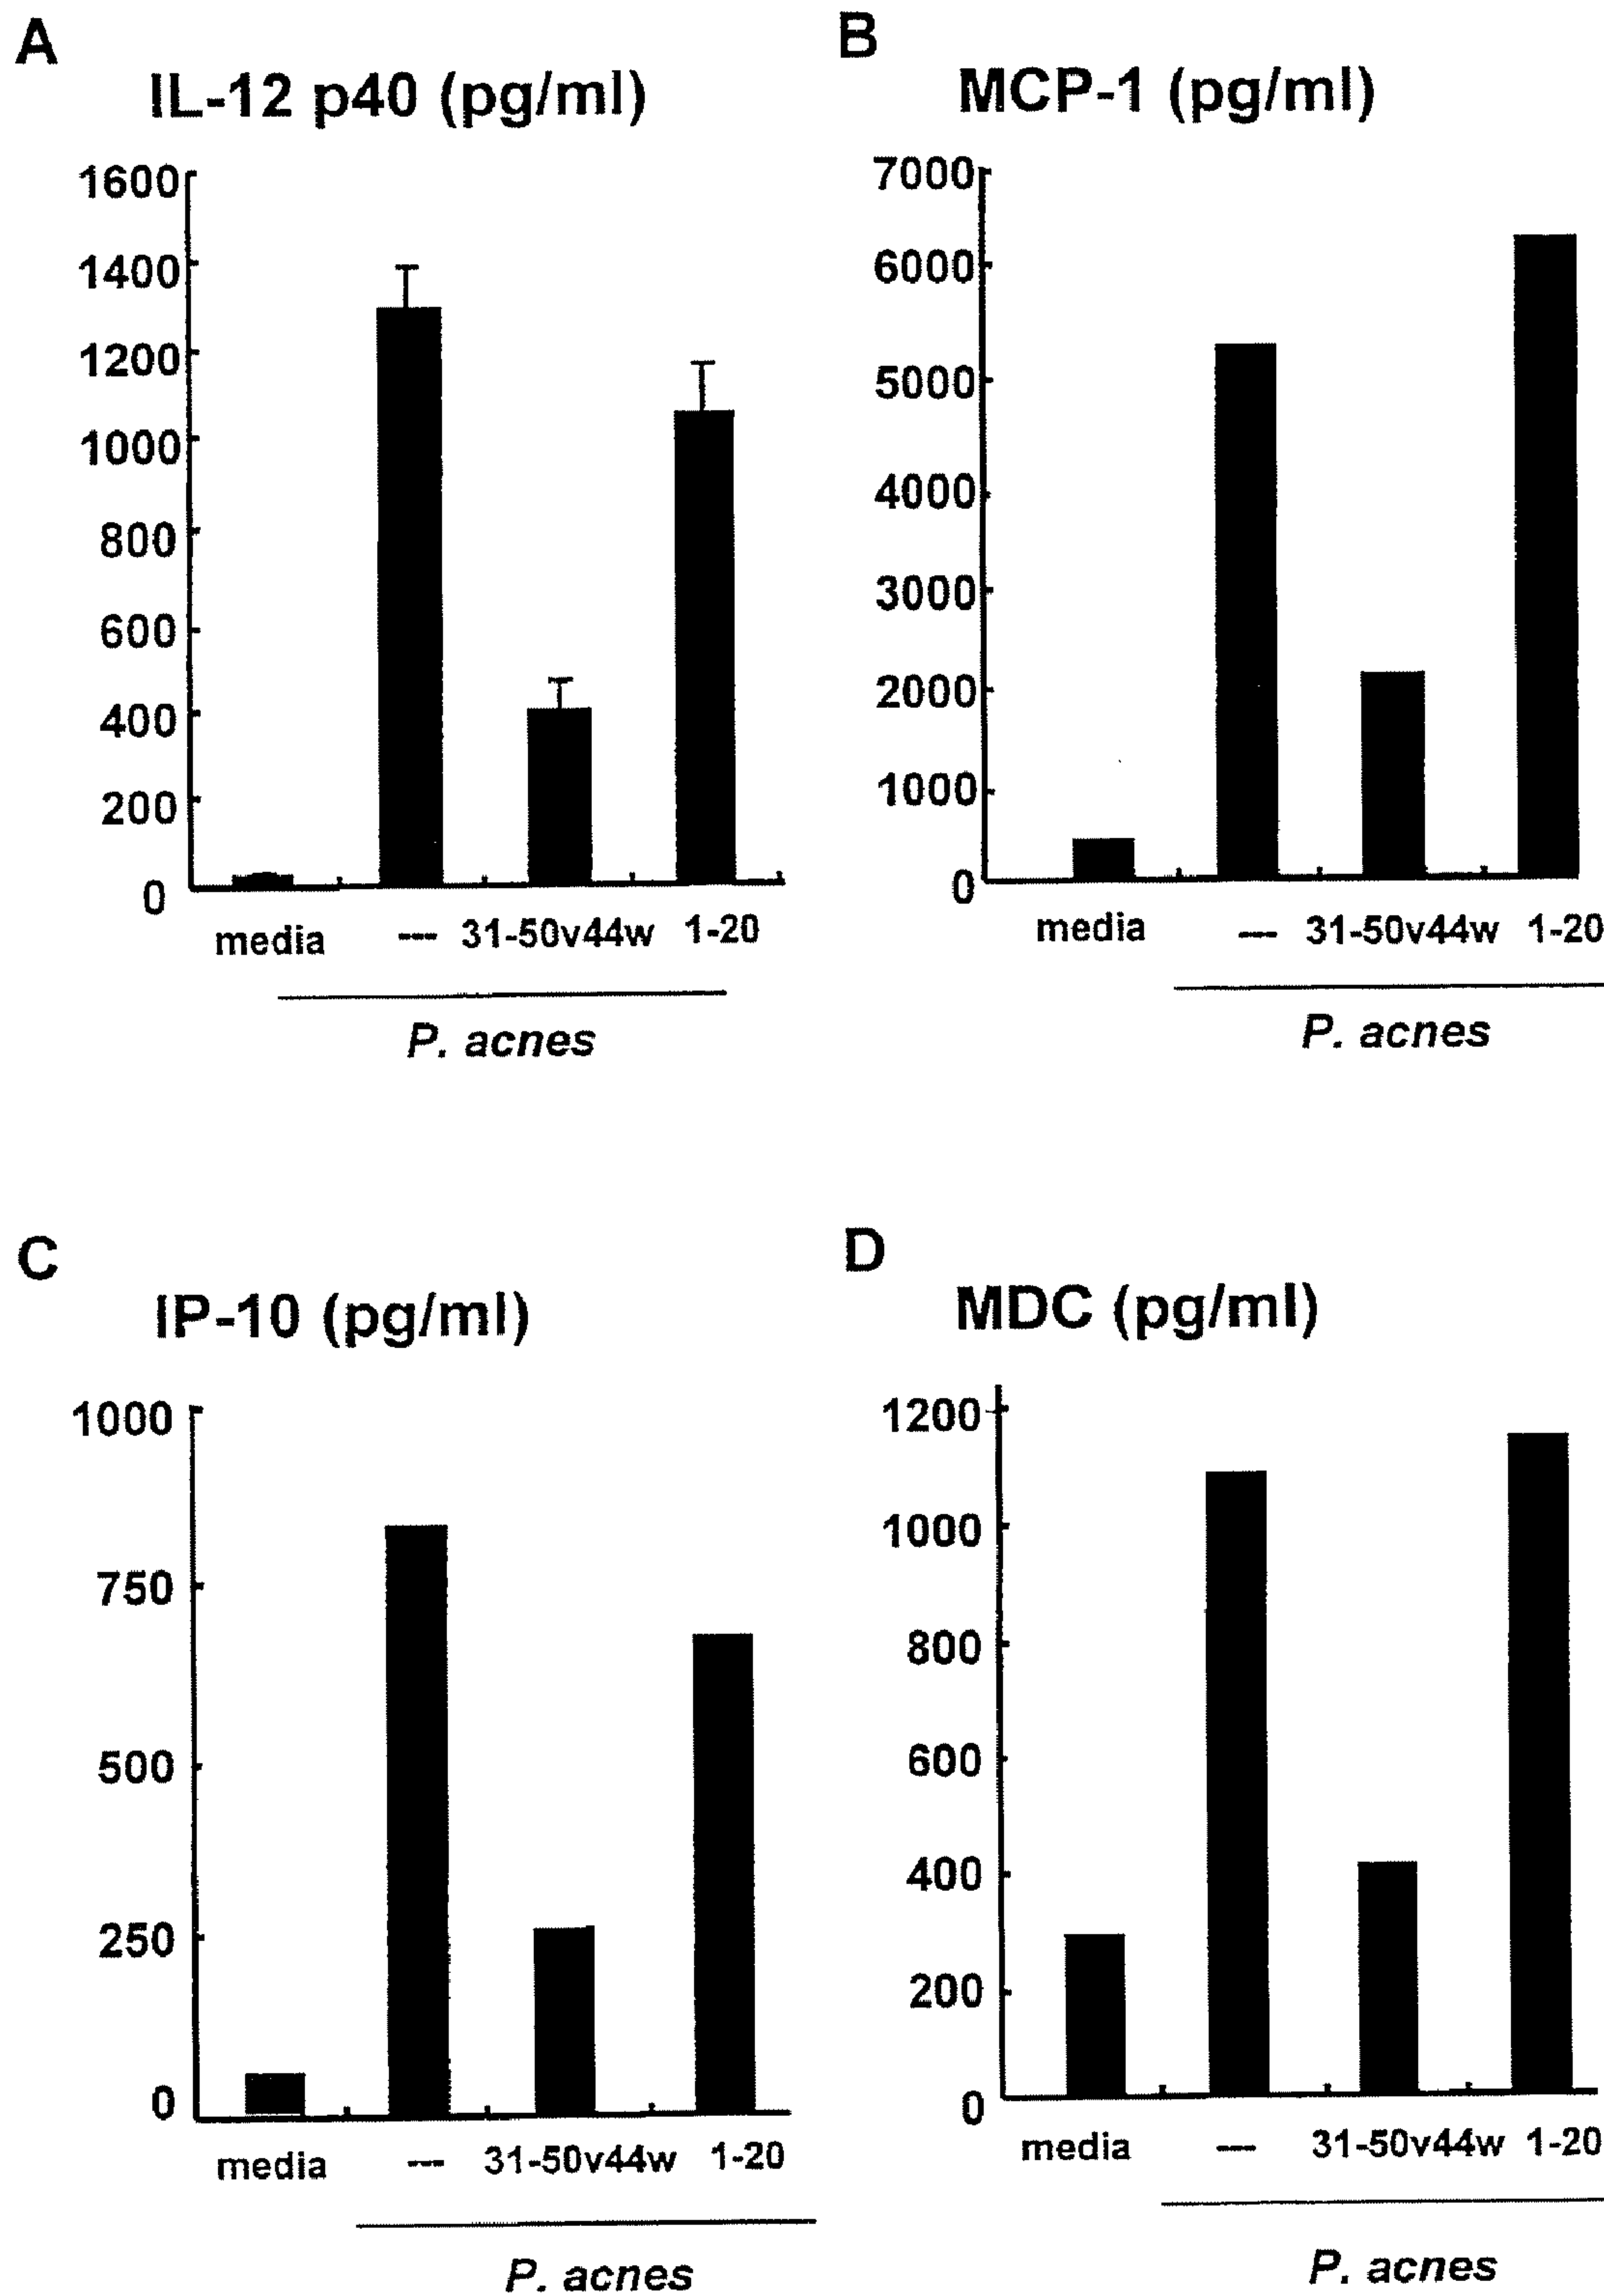 A
IL-12 p40 (pg/ml)
1600
1400
1200
1000
800
600
400
200
0
media --- 31-50v44w 1-20
P. acnes
B
MCP-1 (pg/ml)
7000
6000
5000
4000
3000
2000
1000
0
media --- 31-50v44w 1-20
P. acnes
C
IP-10 (pg/ml)
1000
750
500
250
0
media --- 31-50v44w 1-20
P. acnes
D
MDC (pg/ml)
1200
1000
800
600
400
200
0
media --- 31-50v44w 1-20
P. acnes